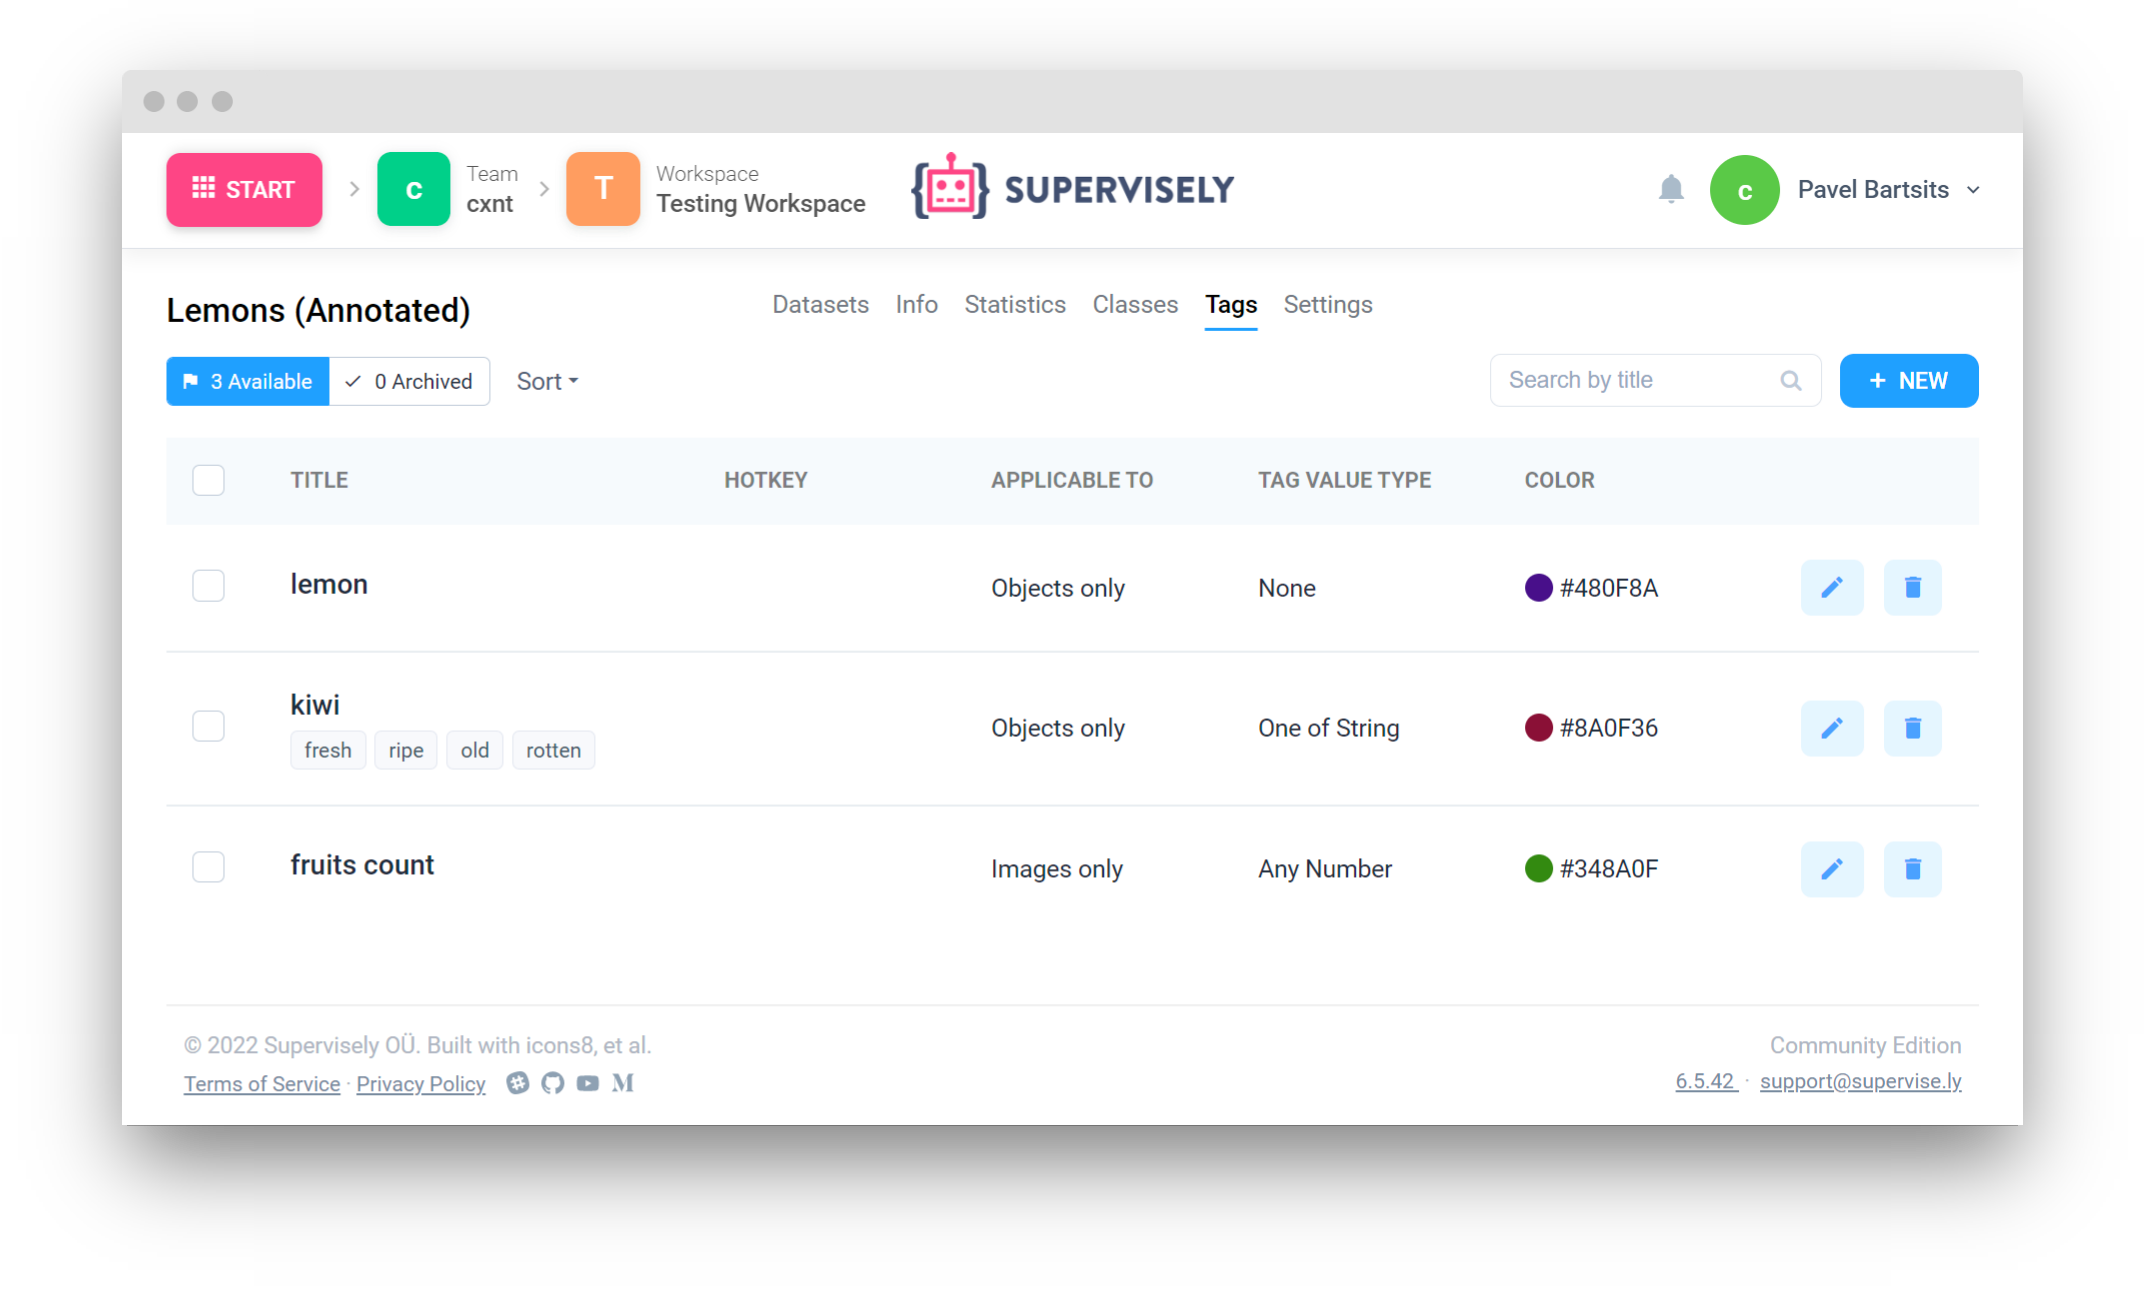 START
c
Team
cxnt
T
Workspace
Testing Workspace
SUPERVISELY
c
Pavel Bartsits
Lemons (Annotated)
Datasets Info Statistics Classes Tags Settings
3 Available 0 Archived Sort
Search by title
+ NEW
TITLE HOTKEY APPLICABLE TO TAG VALUE TYPE COLOR
lemon Objects only None #480F8A
kiwi
fresh ripe old rotten
Objects only One of String #8A0F36
fruits count Images only Any Number #348A0F
© 2022 Supervisely OÜ. Built with icons8, et al.
Terms of Service · Privacy Policy
Community Edition
6.5.42 · support@supervise.ly